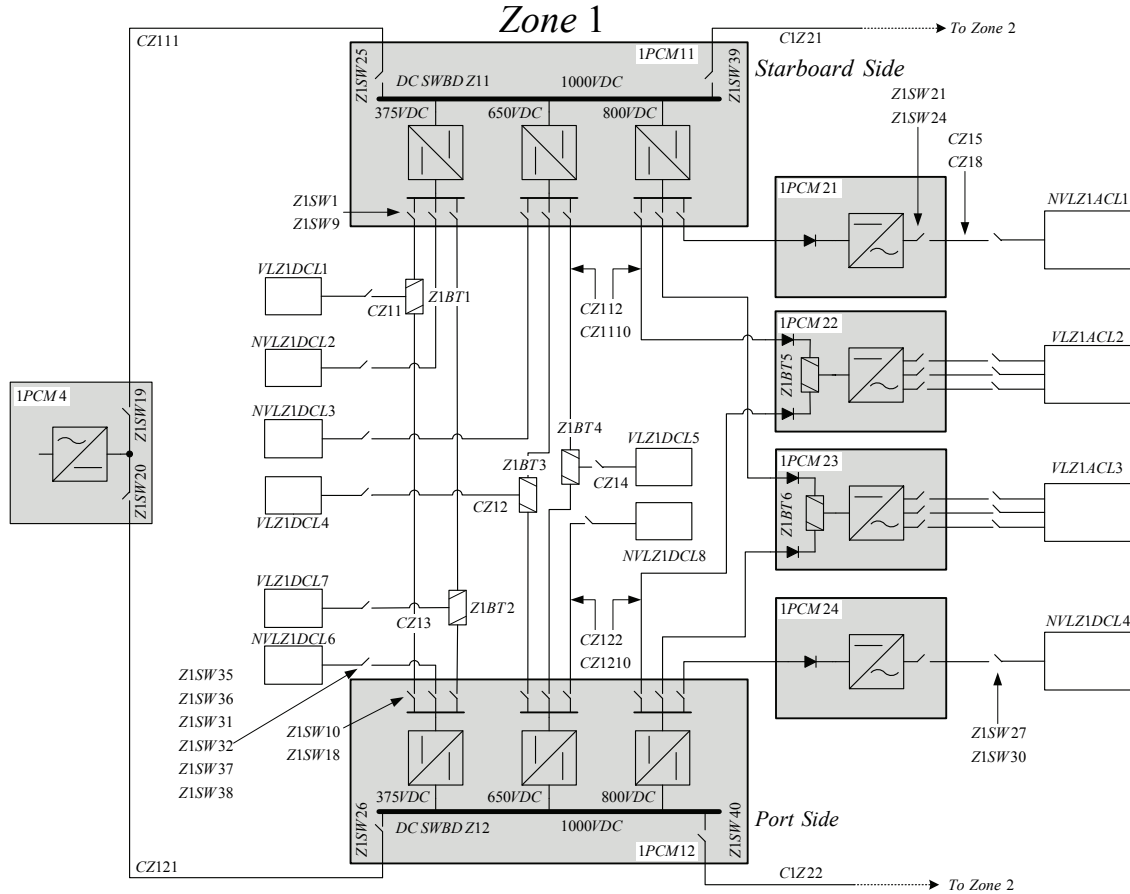 Zone 1
CZ111
C1Z21
To Zone 2
Z1SW25
1PCM11
Z1SW39
Starboard Side
DC SWBD Z11
1000VDC
375VDC
650VDC
800VDC
Z1SW21
Z1SW24
CZ15
CZ18
Z1SW1
Z1SW9
1PCM21
NVLZ1ACL1
VLZ1DCL1
CZ11
Z1BT1
CZ112
CZ1110
NVLZ1DCL2
1PCM22
Z1BT5
VLZ1ACL2
1PCM4
Z1SW19
Z1SW20
NVLZ1DCL3
Z1BT4
VLZ1DCL5
Z1BT3
CZ14
VLZ1DCL4
CZ12
1PCM23
Z1BT6
VLZ1ACL3
NVLZ1DCL8
VLZ1DCL7
Z1BT2
CZ13
CZ122
CZ1210
NVLZ1DCL6
1PCM24
NVLZ1DCL4
Z1SW35
Z1SW36
Z1SW31
Z1SW32
Z1SW37
Z1SW38
Z1SW10
Z1SW18
Z1SW27
Z1SW30
375VDC
650VDC
800VDC
Z1SW26
DC SWBD Z12
1000VDC
Z1SW40
Port Side
1PCM12
CZ121
C1Z22
To Zone 2